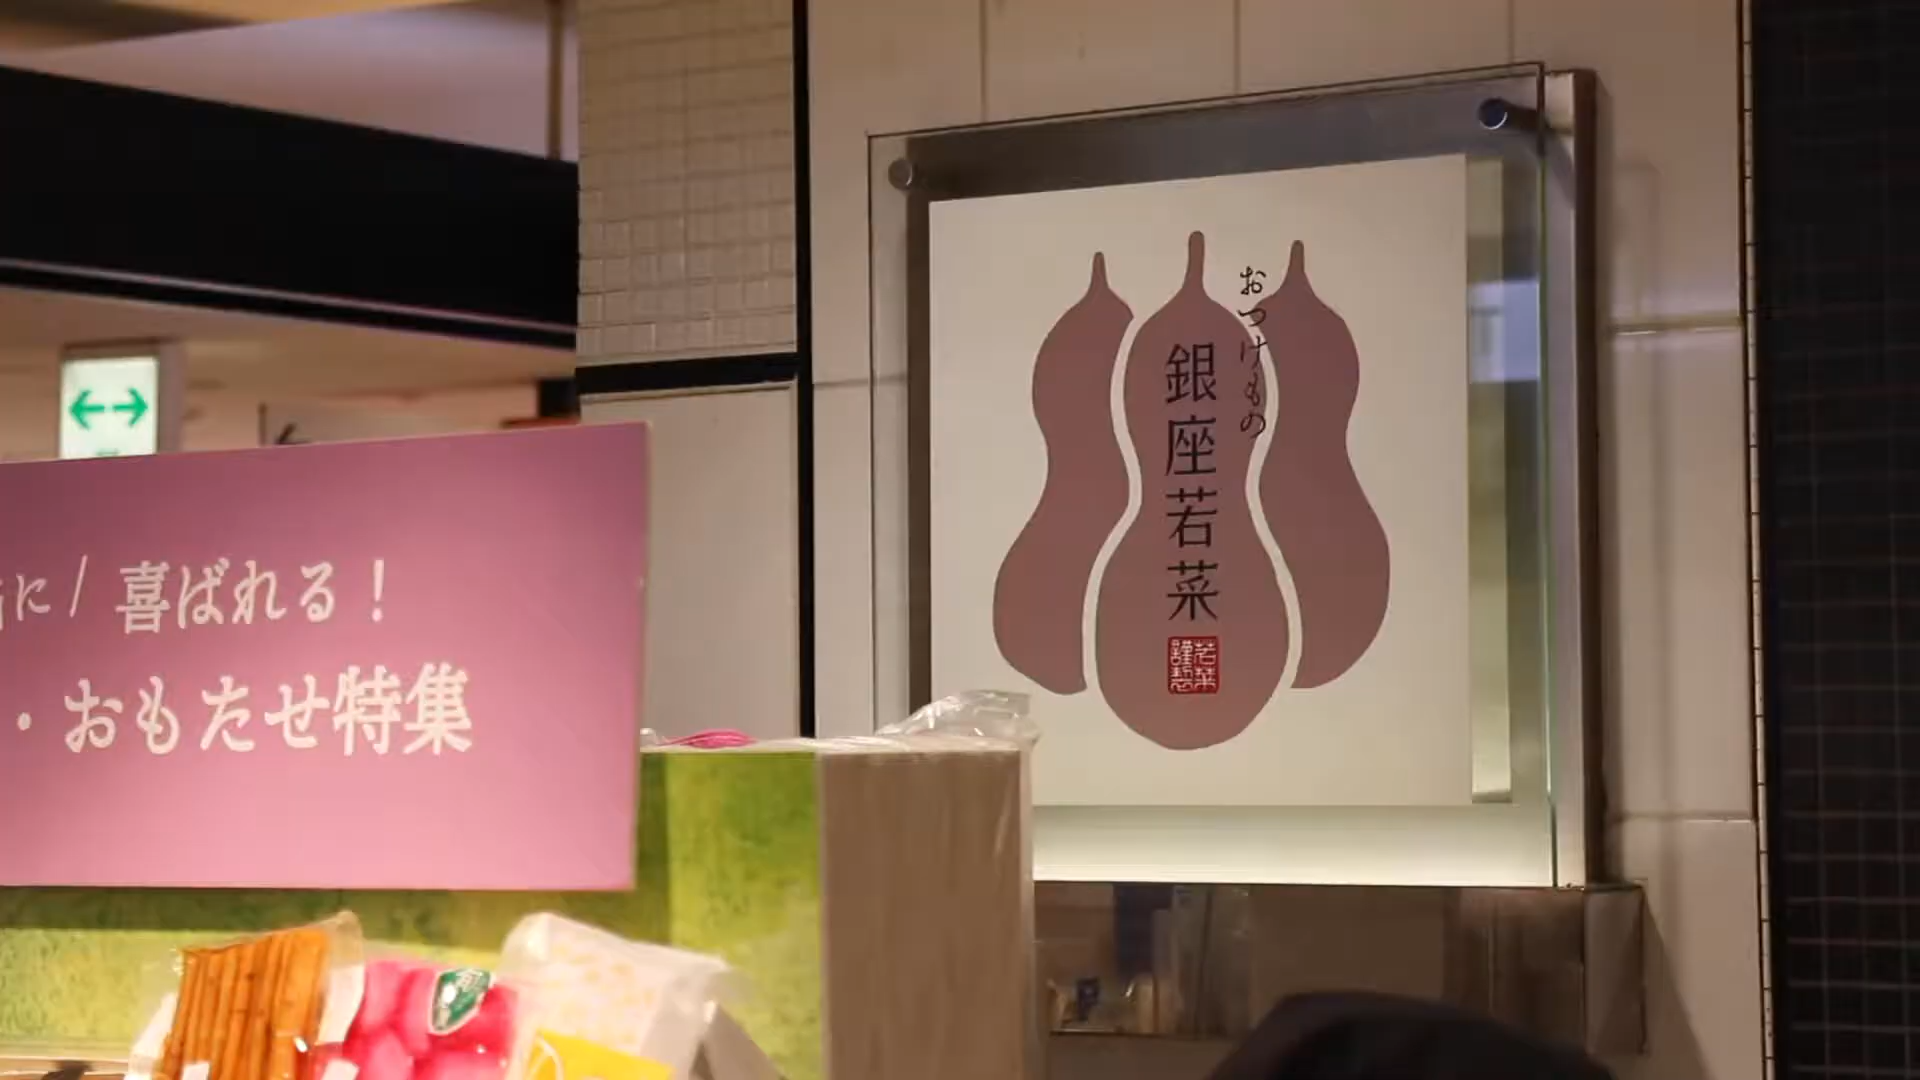 に/ 喜ばれる！
・おもたせ特集
おつけもの
銀座若菜
若菜
謹製
旬